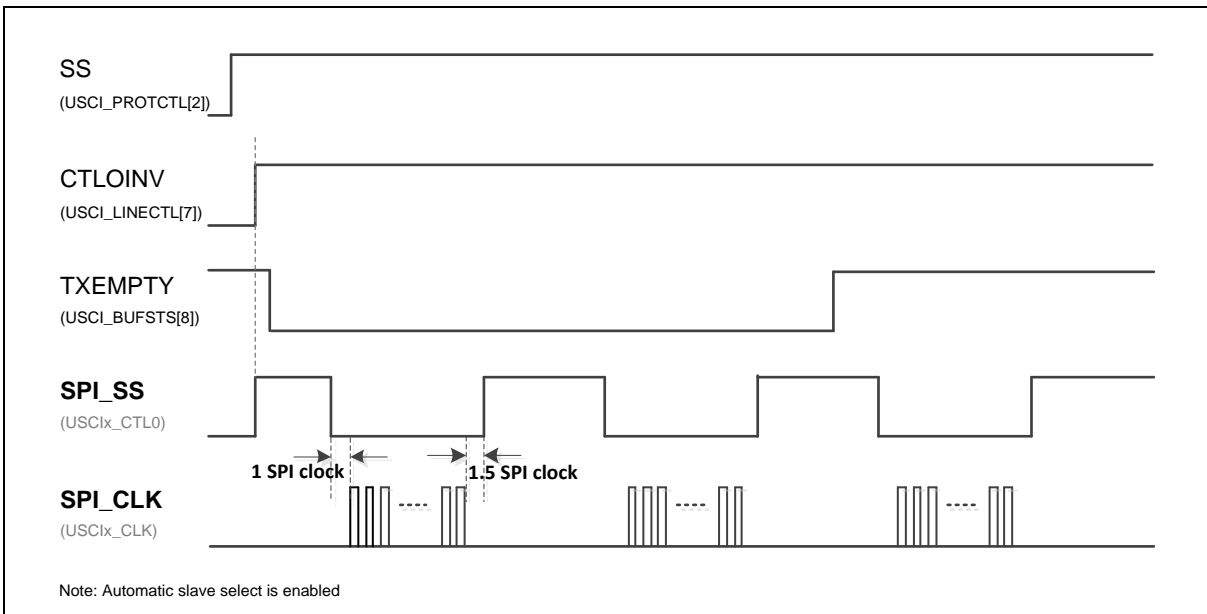 SS
(USCI_PROTCTL[2])
CTLOINV
(USCI_LINECTL[7])
TXEMPTY
(USCI_BUFSTS[8])
SPI_SS
(USCIx_CTL0)
1 SPI clock
1.5 SPI clock
SPI_CLK
(USCIx_CLK)
Note: Automatic slave select is enabled